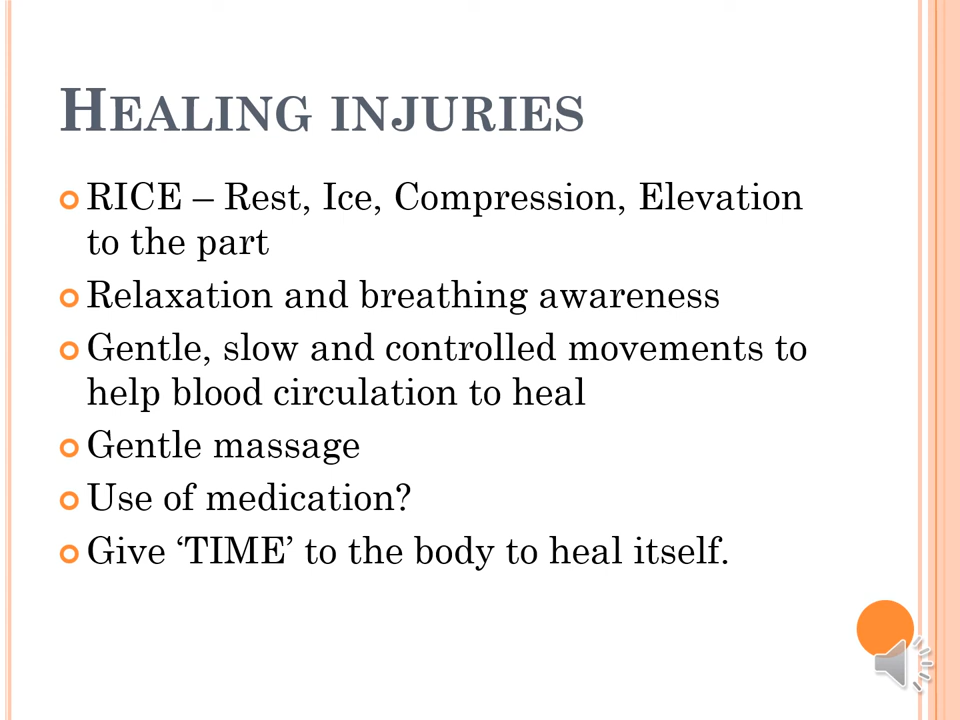 HEALING INJURIES
RICE – Rest, Ice, Compression, Elevation
to the part
Relaxation and breathing awareness
Gentle, slow and controlled movements to
help blood circulation to heal
Gentle massage
Use of medication?
Give ‘TIME’ to the body to heal itself.